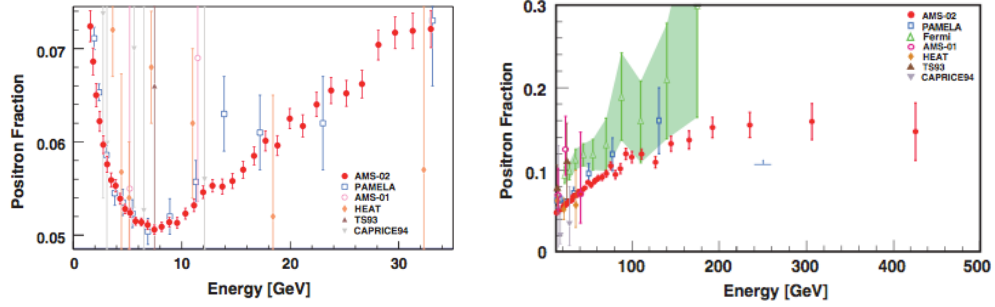 0.07
0.06
0.05
Positron Fraction
AMS-02
PAMELA
AMS-01
HEAT
TS93
CAPRICE94
0 10 20 30
Energy [GeV]
0.3
0.2
0.1
0
Positron Fraction
AMS-02
PAMELA
Fermi
AMS-01
HEAT
TS93
CAPRICE94
100 200 300 400 500
Energy [GeV]